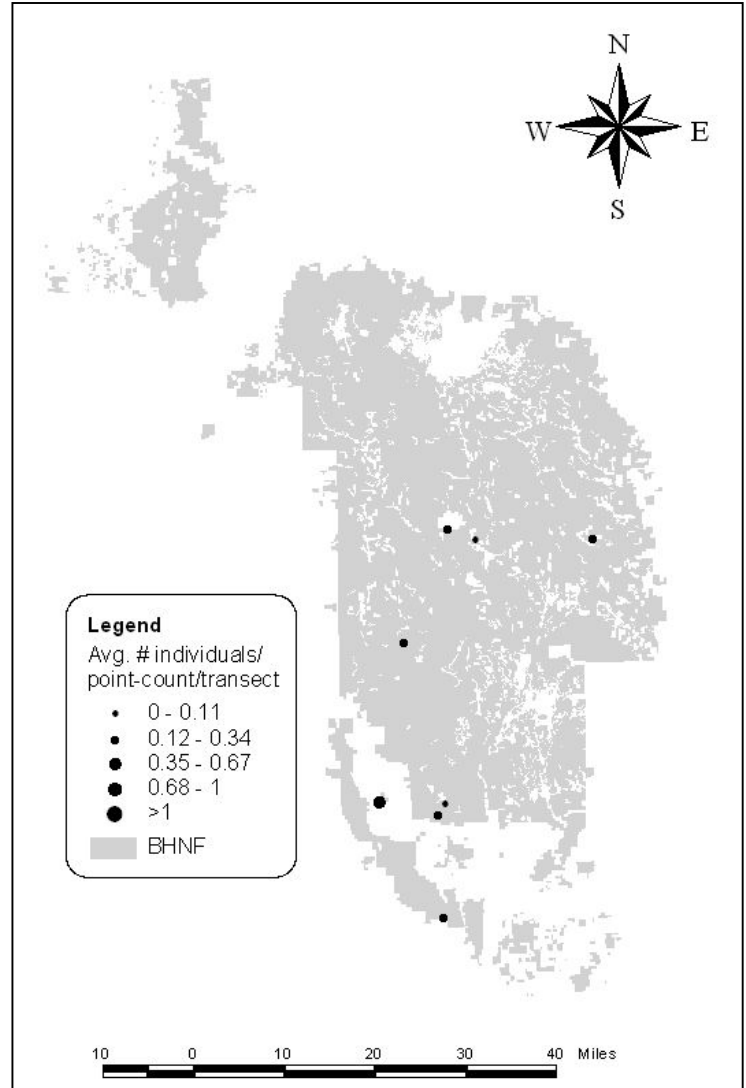 N
W E
S
Legend
Avg. # individuals/
point-count/transect
0 - 0.11
0.12 - 0.34
0.35 - 0.67
0.68 - 1
>1
BHNF
10 0 10 20 30 40 Miles